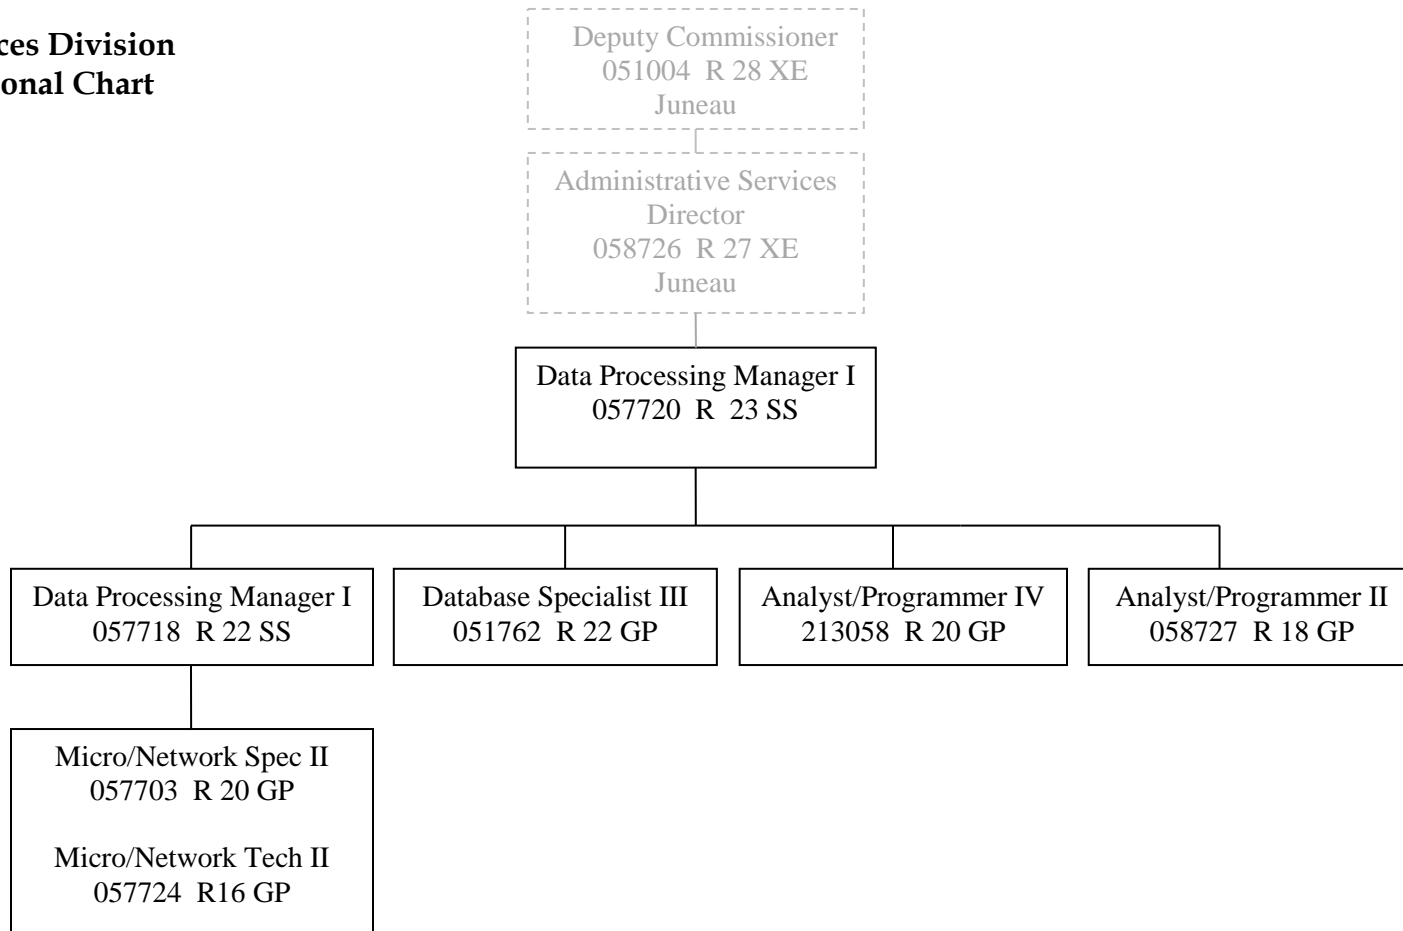 ces Division
onal Chart
Deputy Commissioner
051004 R 28 XE
Juneau
Administrative Services
Director
058726 R 27 XE
Juneau
Data Processing Manager I
057720 R 23 SS
Data Processing Manager I
057718 R 22 SS
Database Specialist III
051762 R 22 GP
Analyst/Programmer IV
213058 R 20 GP
Analyst/Programmer II
058727 R 18 GP
Micro/Network Spec II
057703 R 20 GP
Micro/Network Tech II
057724 R16 GP